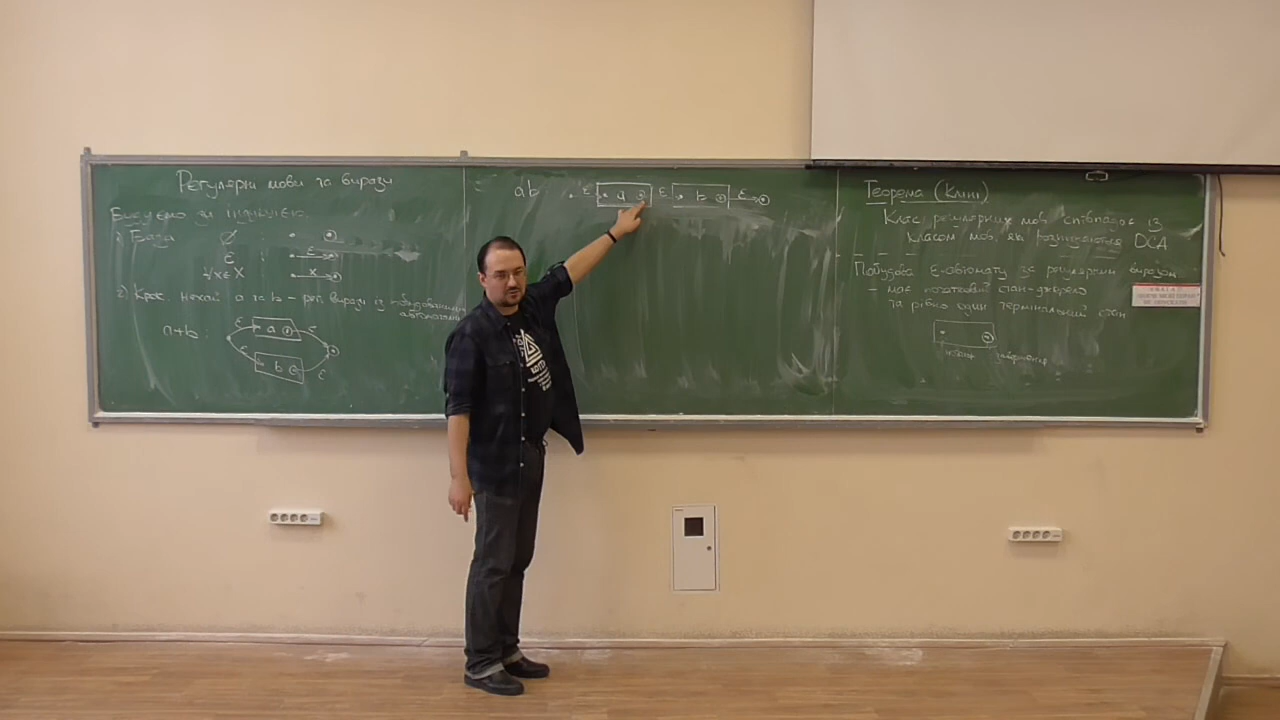 Регулярні мови та вирази
індукцією
1) База ∅ :
ε : ε
∀x∈X x
2) Крок. Нехай a та b – рег. вирази із побудованими
автоматами
a+b : ε a ε
ε b ε
ab ε a ε b ε
Теорема (Кліні)
Клас регулярних мов співпадає із
класом мов, які розпізнаються DCA
Побудова ε-автомату за регулярним виразом
– має початковий стан-джерело
та рівно один термінальний стан